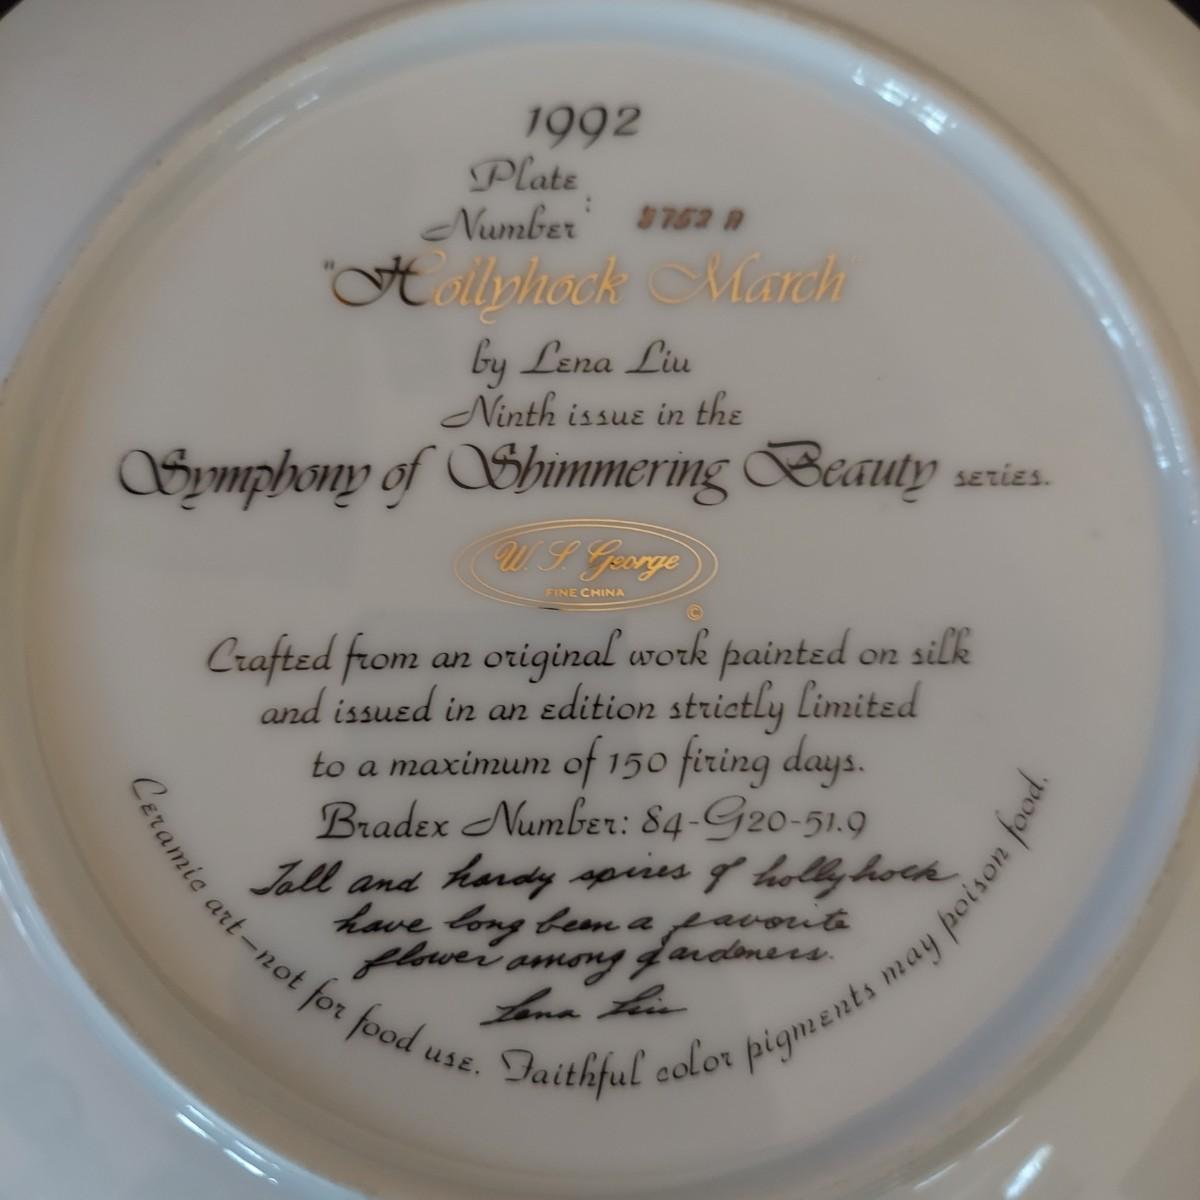 1992
Plate
Number: 8752 A
"Hollyhock March"
by Lena Liu
Ninth issue in the
Symphony of Shimmering Beauty series.
W. S. George
FINE CHINA
©
Crafted from an original work painted on silk
and issued in an edition strictly limited
to a maximum of 150 firing days.
Bradex Number: 84-G20-51.9
Tall and hardy spires of hollyhock
have long been a favorite
flower among gardeners.
Lena Liu
Ceramic art—not for food use. Faithful color pigments may poison food.